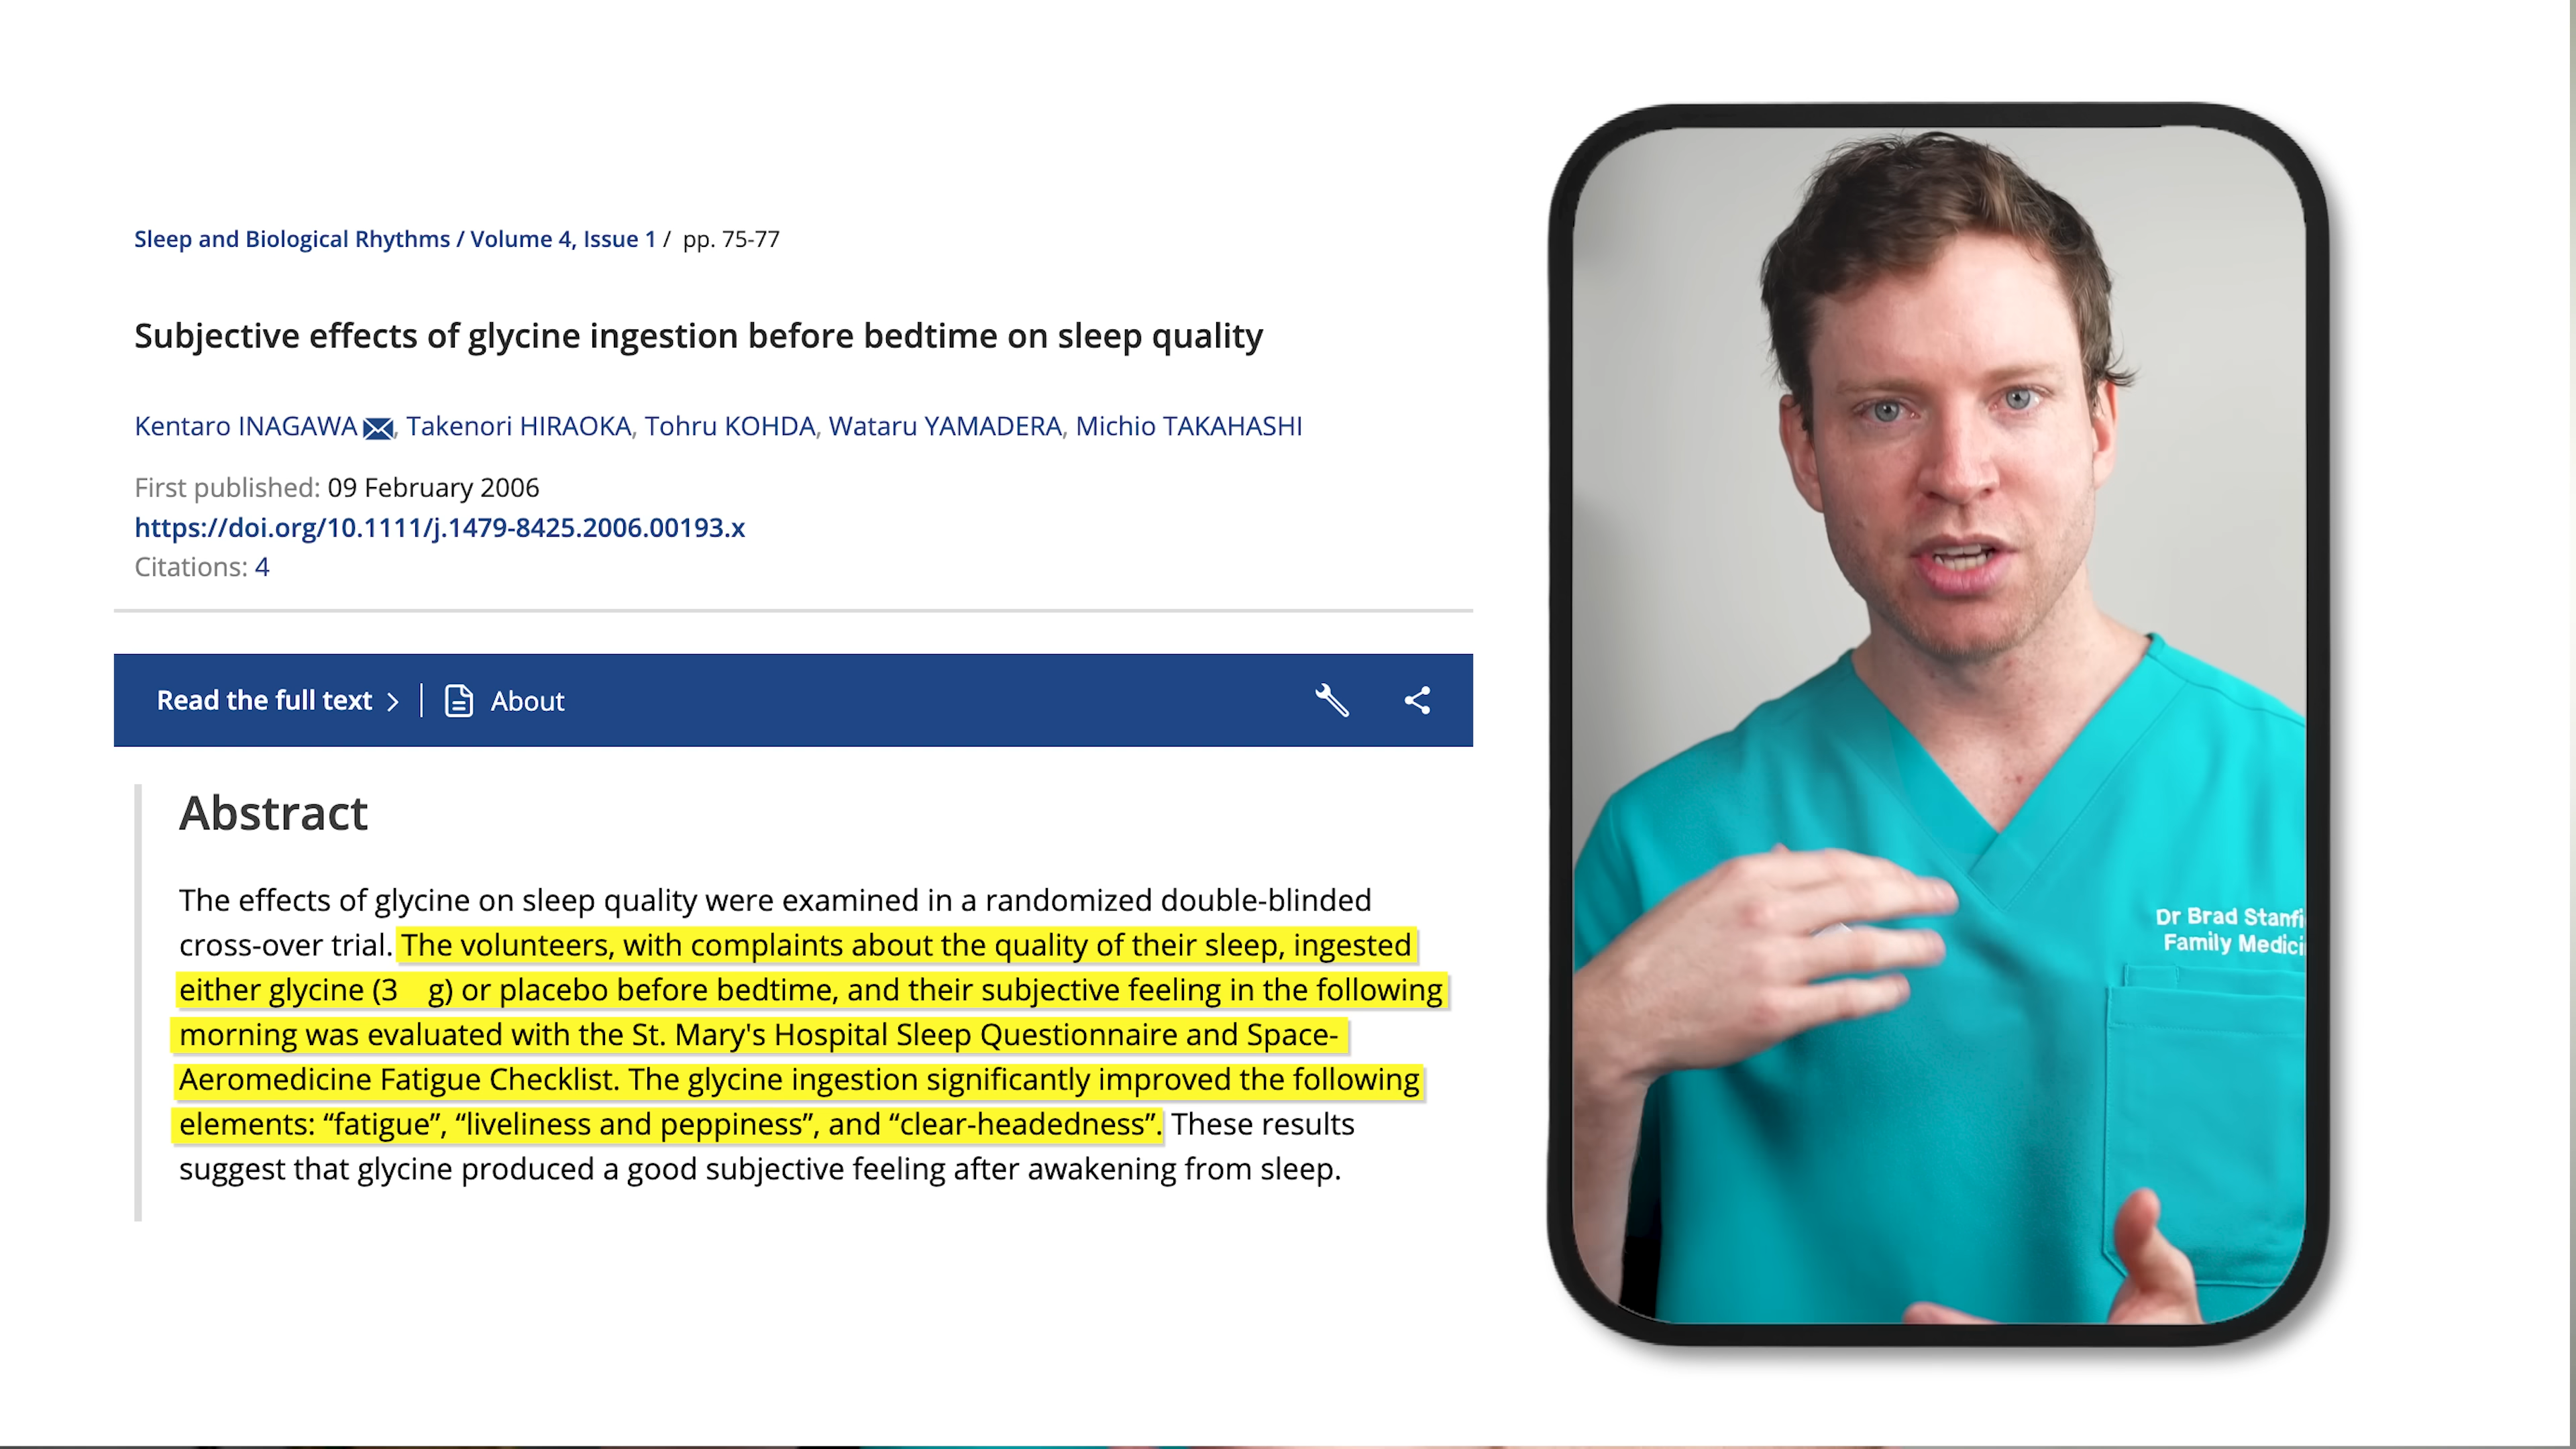 Sleep and Biological Rhythms / Volume 4, Issue 1 / pp. 75-77
Subjective effects of glycine ingestion before bedtime on sleep quality
Kentaro INAGAWA, Takenori HIRAOKA, Tohru KOHDA, Wataru YAMADERA, Michio TAKAHASHI
First published: 09 February 2006
https://doi.org/10.1111/j.1479-8425.2006.00193.x
Citations: 4
Read the full text
About
Abstract
The effects of glycine on sleep quality were examined in a randomized double-blinded
cross-over trial. The volunteers, with complaints about the quality of their sleep, ingested
either glycine (3 g) or placebo before bedtime, and their subjective feeling in the following
morning was evaluated with the St. Mary's Hospital Sleep Questionnaire and Space-
Aeromedicine Fatigue Checklist. The glycine ingestion significantly improved the following
elements: “fatigue”, “liveliness and peppiness”, and “clear-headedness”. These results
suggest that glycine produced a good subjective feeling after awakening from sleep.
Dr Brad Stanfi
Family Medici